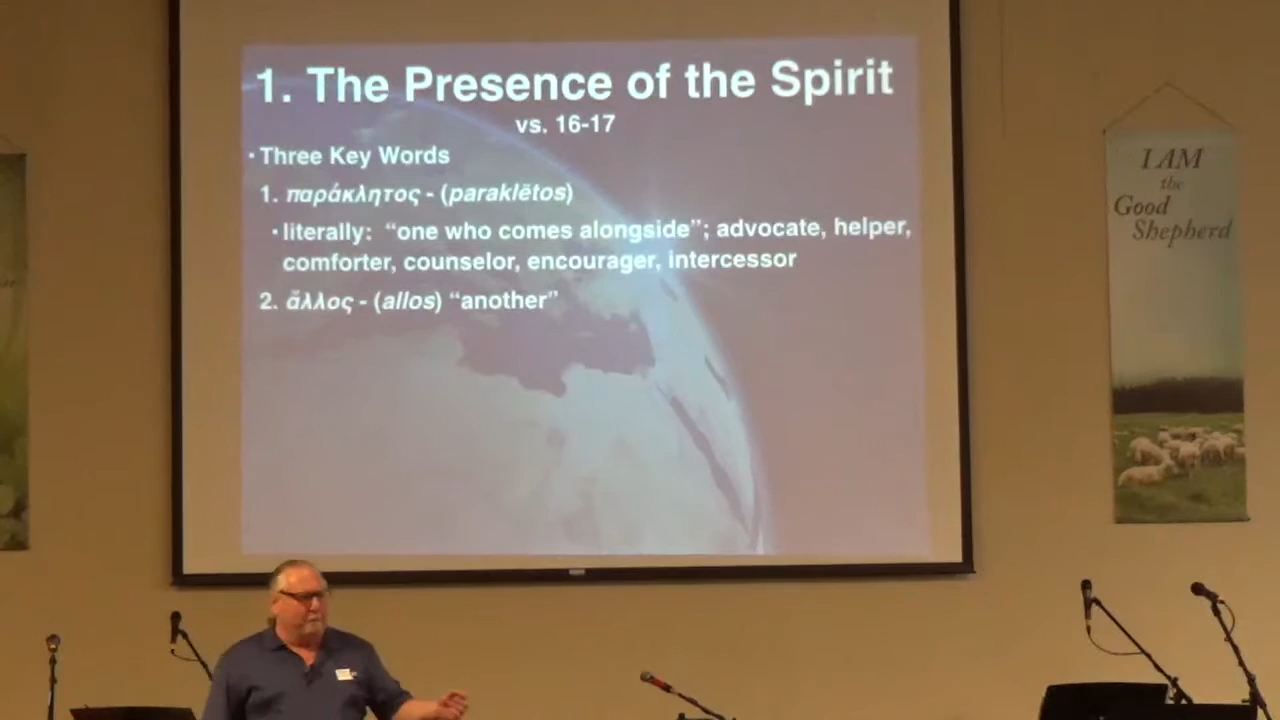 1. The Presence of the Spirit
vs. 16-17
· Three Key Words
1. παράκλητος - (paraklētos)
· literally: “one who comes alongside”; advocate, helper,
comforter, counselor, encourager, intercessor
2. ἄλλος - (allos) “another”
I AM
the
Good
Shepherd